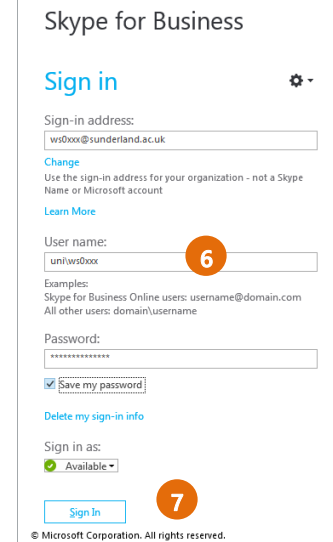 Skype for Business
Sign in
Sign-in address:
ws0xxx@sunderland.ac.uk
Change
Use the sign-in address for your organization - not a Skype
Name or Microsoft account
Learn More
User name:
uni\ws0xxx
6
Examples:
Skype for Business Online users: username@domain.com
All other users: domain\username
Password:
**************
Save my password
Delete my sign-in info
Sign in as:
Available
Sign In
7
© Microsoft Corporation. All rights reserved.